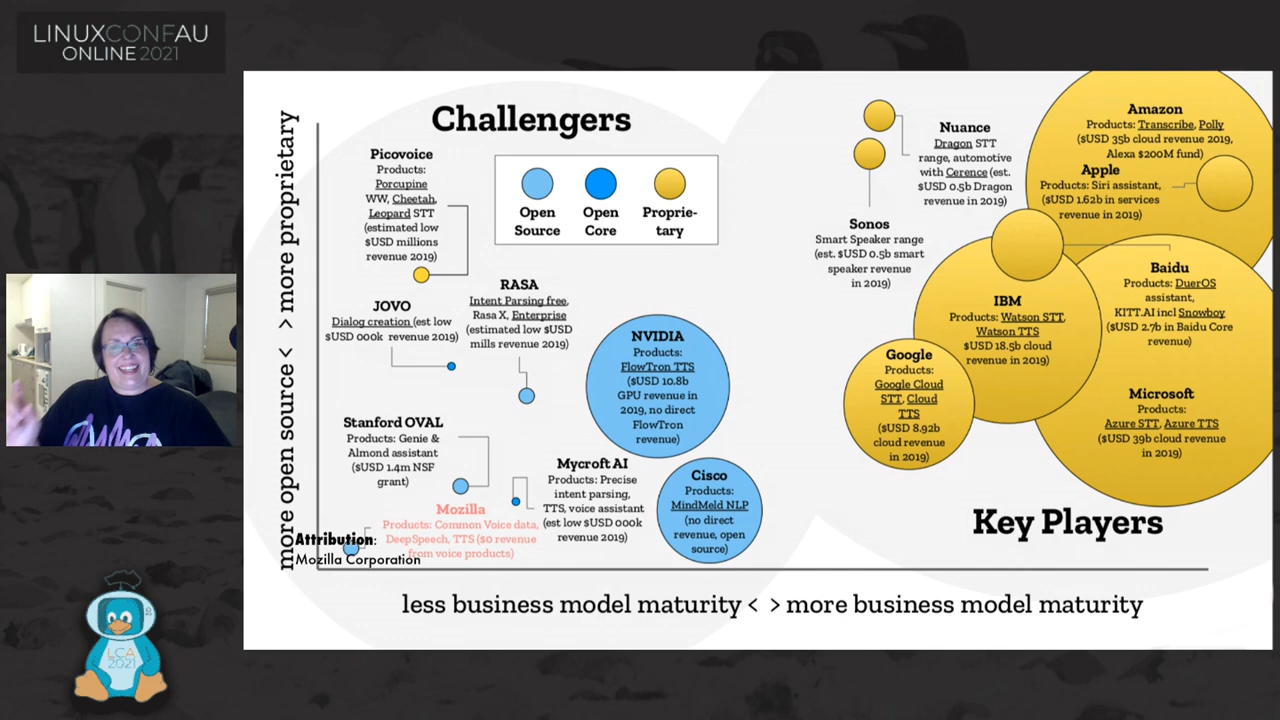 LINUXCONFAU
ONLINE 2021
Challengers
Picovoice
Products:
Porcupine
WW, Cheetah,
Leopard STT
(estimated low
$USD millions
revenue 2019)
Open
Source
Open
Core
Proprie-
tary
JOVO
Dialog creation (est low
$USD 000k revenue 2019)
RASA
Intent Parsing free,
Rasa X, Enterprise
(estimated low $USD
mills revenue 2019)
NVIDIA
Products:
FlowTron TTS
($USD 10.8b
GPU revenue in
2019, no direct
FlowTron
revenue)
Stanford OVAL
Products: Genie &
Almond assistant
($USD 1.4m NSF
grant)
Mycroft AI
Products: Precise
intent parsing,
TTS, voice assistant
(est low $USD 000k
revenue 2019)
Cisco
Products:
MindMeld NLP
(no direct
revenue, open
source)
Mozilla
Products: Common Voice data,
DeepSpeech, TTS ($0 revenue
from voice products)
Attribution:
Mozilla Corporation
Nuance
Dragon STT
range, automotive
with Cerence (est.
$USD 0.5b Dragon
revenue in 2019)
Sonos
Smart Speaker range
(est. $USD 0.5b smart
speaker revenue
in 2019)
Amazon
Products: Transcribe, Polly
($USD 35b cloud revenue 2019,
Alexa $200M fund)
Apple
Products: Siri assistant,
($USD 1.62b in services
revenue in 2019)
Baidu
Products: DuerOS
assistant,
KITT.AI incl Snowboy
($USD 2.7b in Baidu Core
revenue)
IBM
Products: Watson STT,
Watson TTS
($USD 18.5b cloud
revenue in 2019)
Google
Products:
Google Cloud
STT, Cloud
TTS
($USD 8.92b
cloud revenue
in 2019)
Microsoft
Products:
Azure STT, Azure TTS
($USD 39b cloud revenue
in 2019)
Key Players
more open source < > more proprietary
less business model maturity < > more business model maturity
LCA
2021